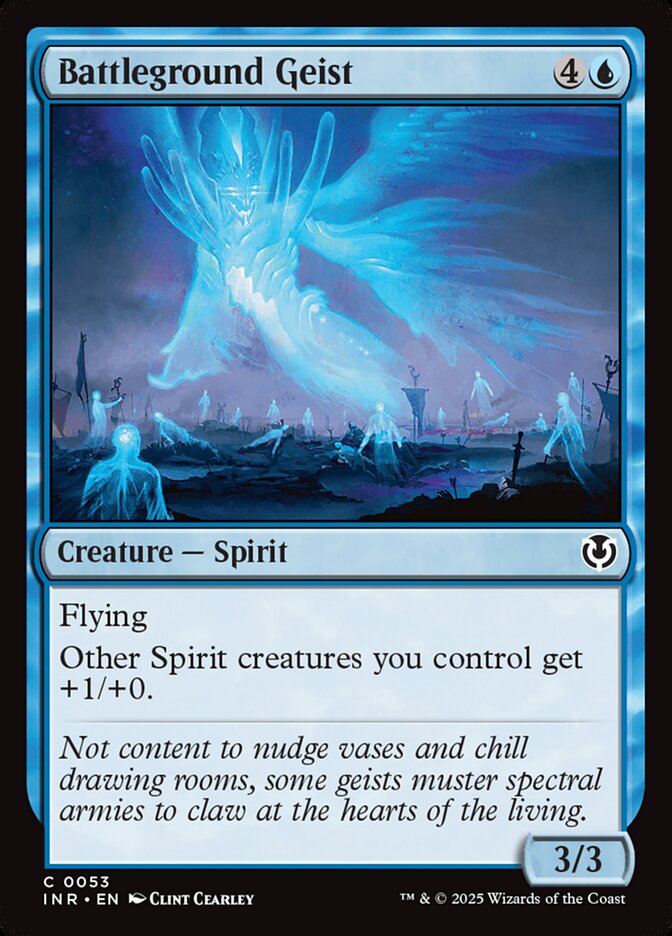 Battleground Geist 4
Creature — Spirit
Flying
Other Spirit creatures you control get
+1/+0.
Not content to nudge vases and chill
drawing rooms, some geists muster spectral
armies to claw at the hearts of the living.
3/3
C 0053
INR • EN Clint Cearley
™ & © 2025 Wizards of the Coast